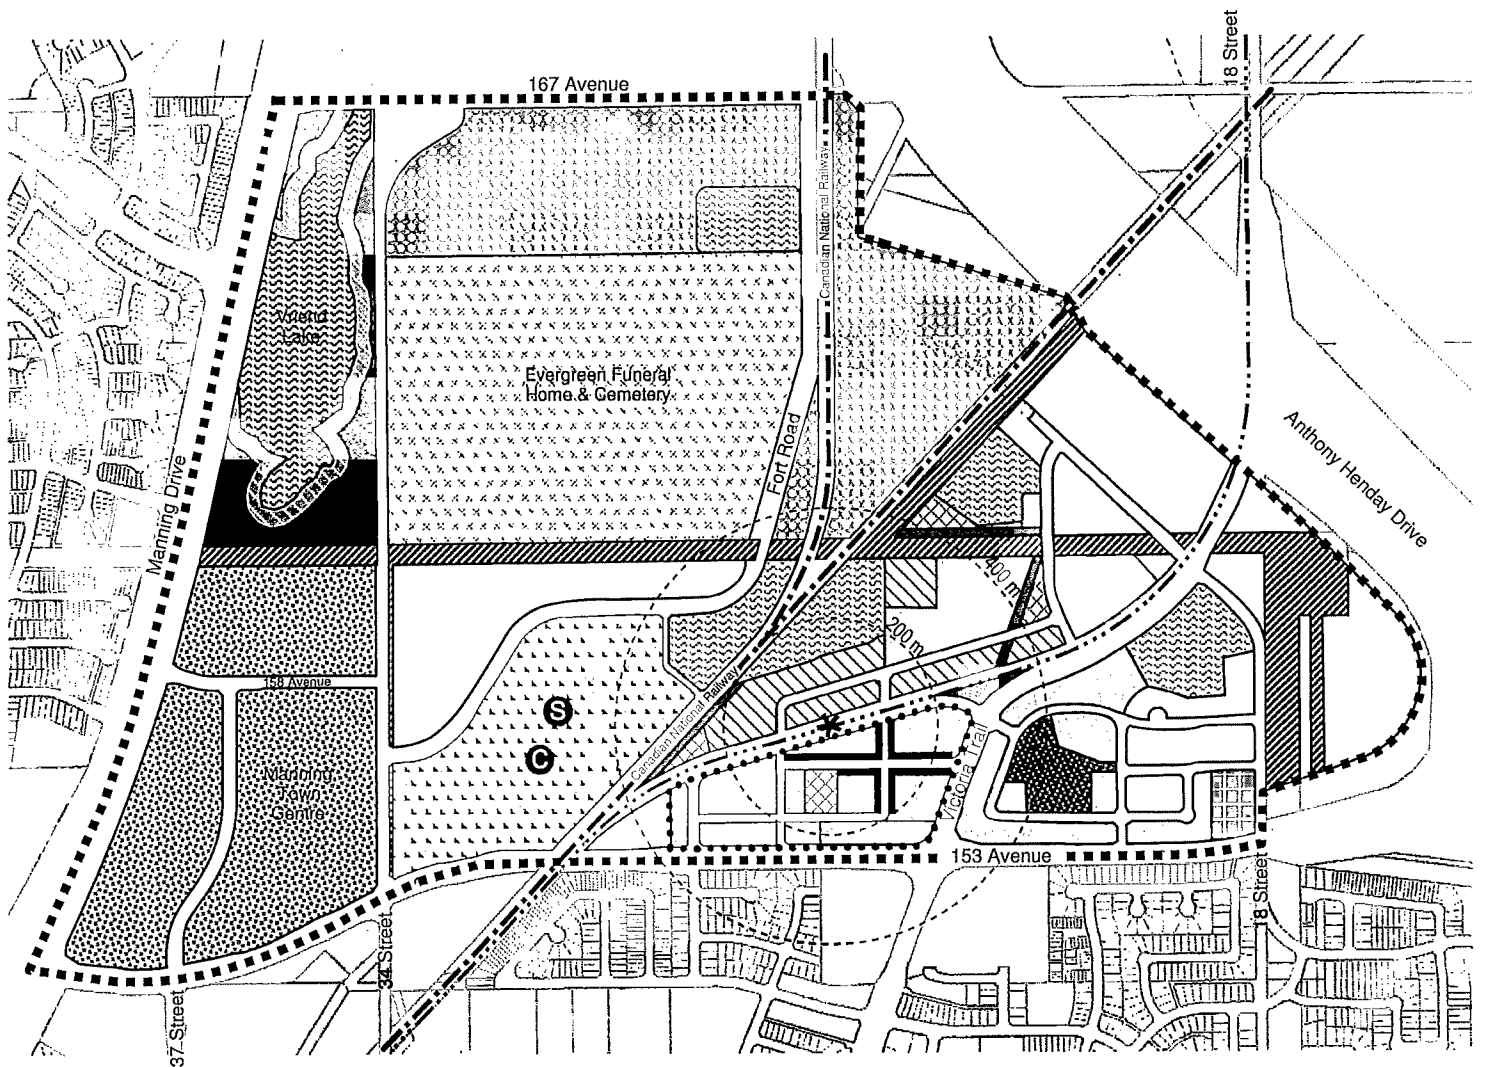 18 Street
167 Avenue
Canadian National Railway
Vriend
Lake
Evergreen Funeral
Home & Cemetery
Fort Road
Anthony Henday Drive
Manning Drive
400 m
200 m
158 Avenue
S
Canadian National Railway
C
Victoria Trail
Manning
Town
Centre
153 Avenue
18 Street
34 Street
37 Street